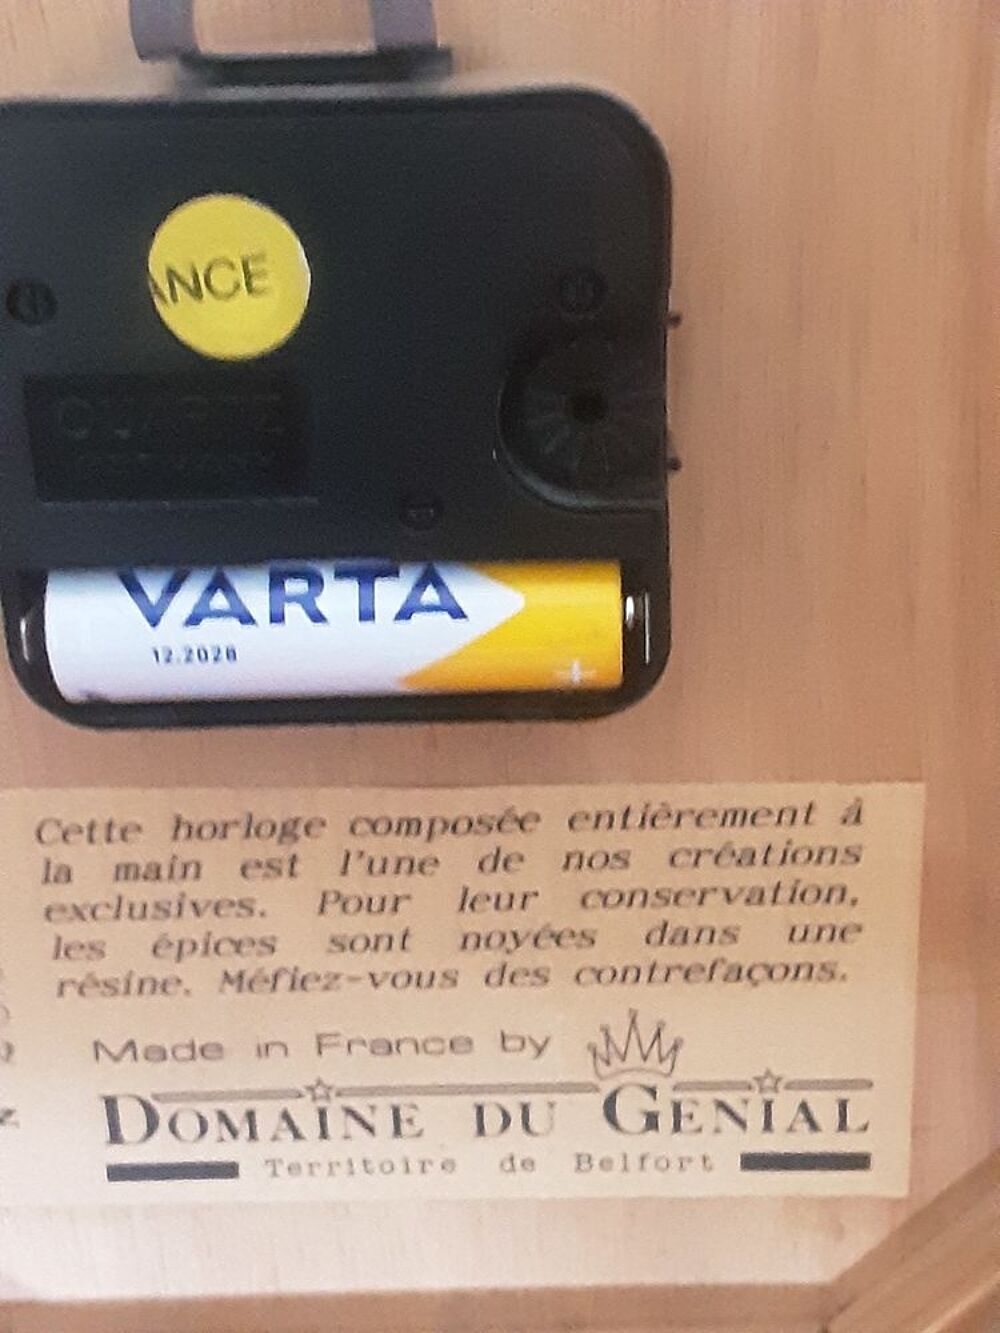 ANCE
QUARTZ
VARTA
12.2028
+
Cette horloge composée entièrement à
la main est l'une de nos créations
exclusives. Pour leur conservation,
les épices sont noyées dans une
résine. Méfiez-vous des contrefaçons.
Made in France by
DOMAINE DU GENIAL
Territoire de Belfort